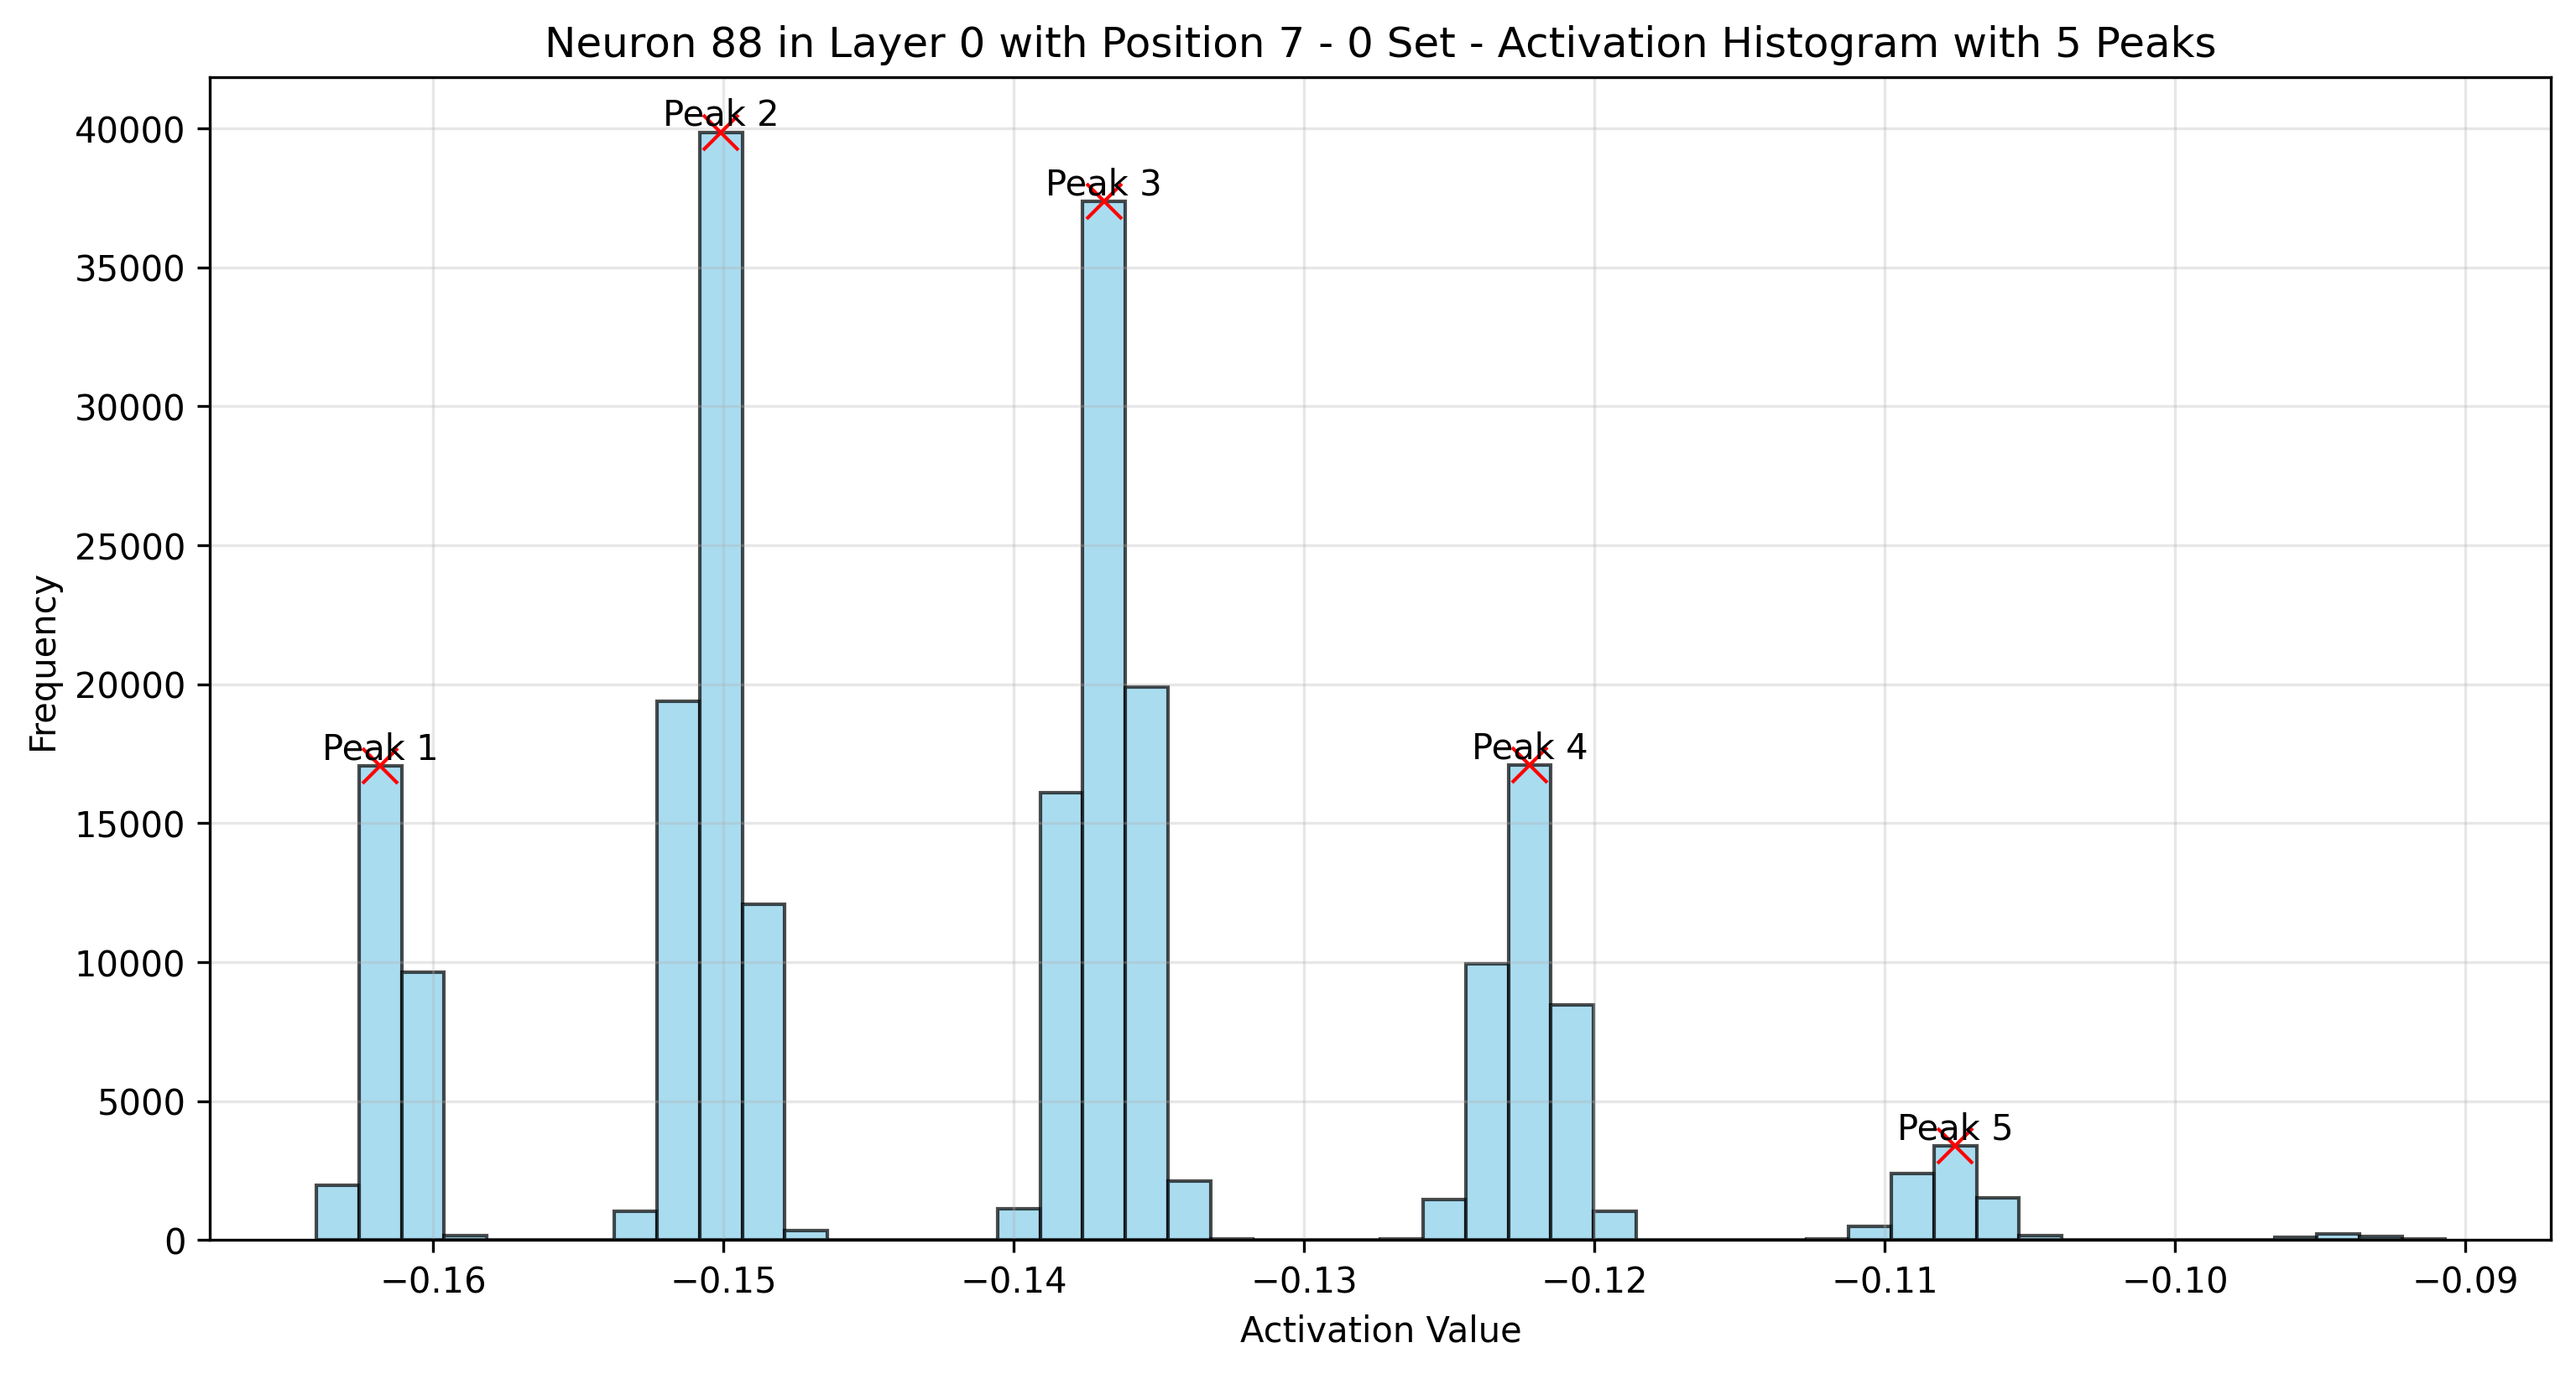 Neuron 88 in Layer 0 with Position 7 - 0 Set - Activation Histogram with 5 Peaks
Peak 2
40000
Peak 3
35000
30000
25000
Frequency
20000
Peak 1
Peak 4
15000
10000
5000
Peak 5
0
−0.16
−0.15
−0.14
−0.13
−0.12
−0.11
−0.10
−0.09
Activation Value